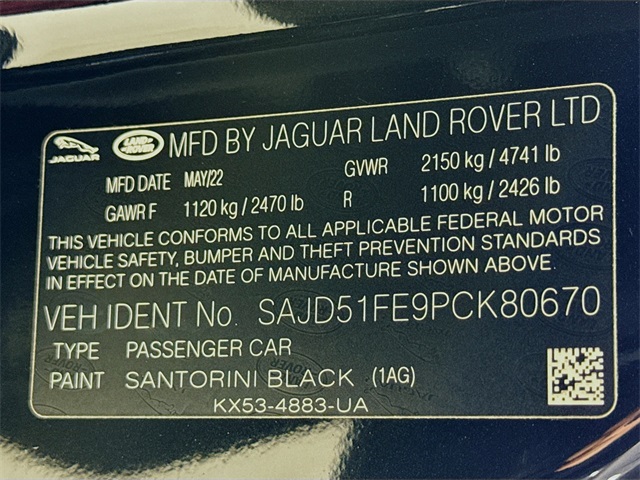 JAGUAR LAND ROVER MFD BY JAGUAR LAND ROVER LTD
MFD DATE MAY/22 GVWR 2150 kg / 4741 lb
GAWR F 1120 kg / 2470 lb R 1100 kg / 2426 lb
THIS VEHICLE CONFORMS TO ALL APPLICABLE FEDERAL MOTOR
VEHICLE SAFETY, BUMPER AND THEFT PREVENTION STANDARDS
IN EFFECT ON THE DATE OF MANUFACTURE SHOWN ABOVE.
VEH IDENT No. SAJD51FE9PCK80670
TYPE PASSENGER CAR
PAINT SANTORINI BLACK (1AG)
KX53-4883-UA